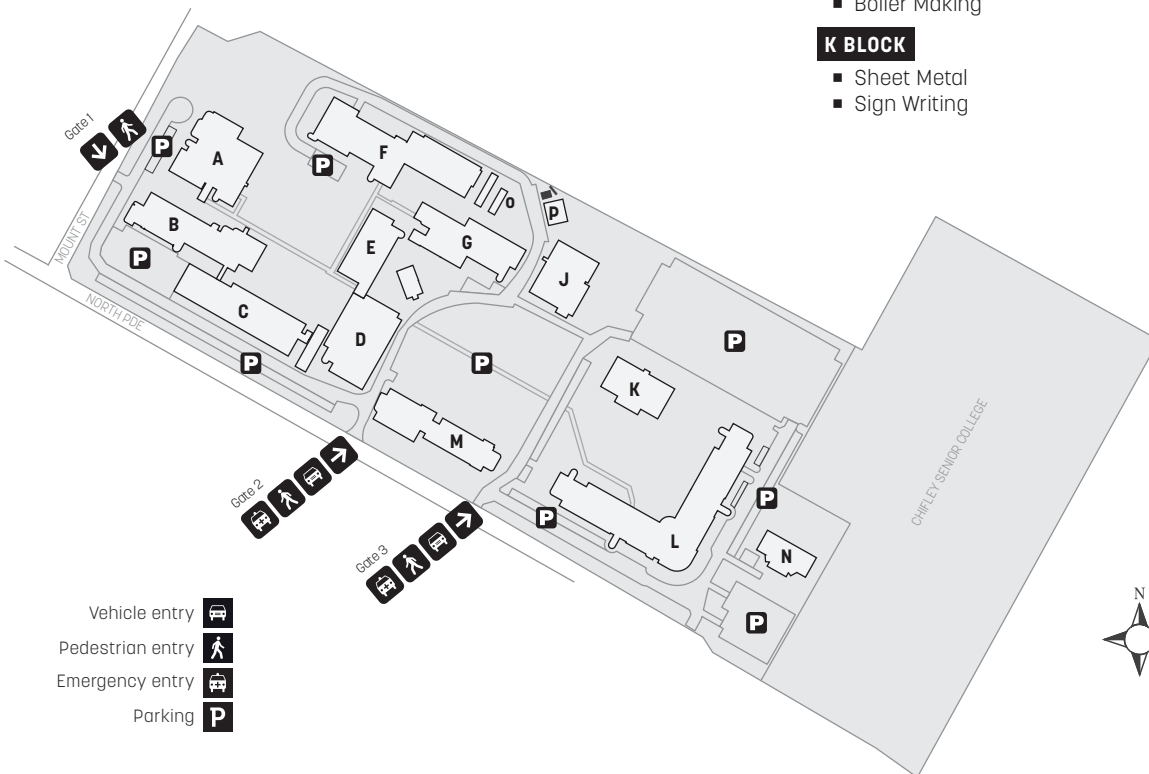 Boiler Making
K BLOCK
Sheet Metal
Sign Writing
Gate 1
P
A
F
P
O
P
B
E
G
MOUNT ST
P
J
C
NORTH PDE
D
P
P
P
K
M
CHIFLEY SENIOR COLLEGE
Gate 2
P
P
L
N
Gate 3
P
N
Vehicle entry
Pedestrian entry
Emergency entry
Parking P